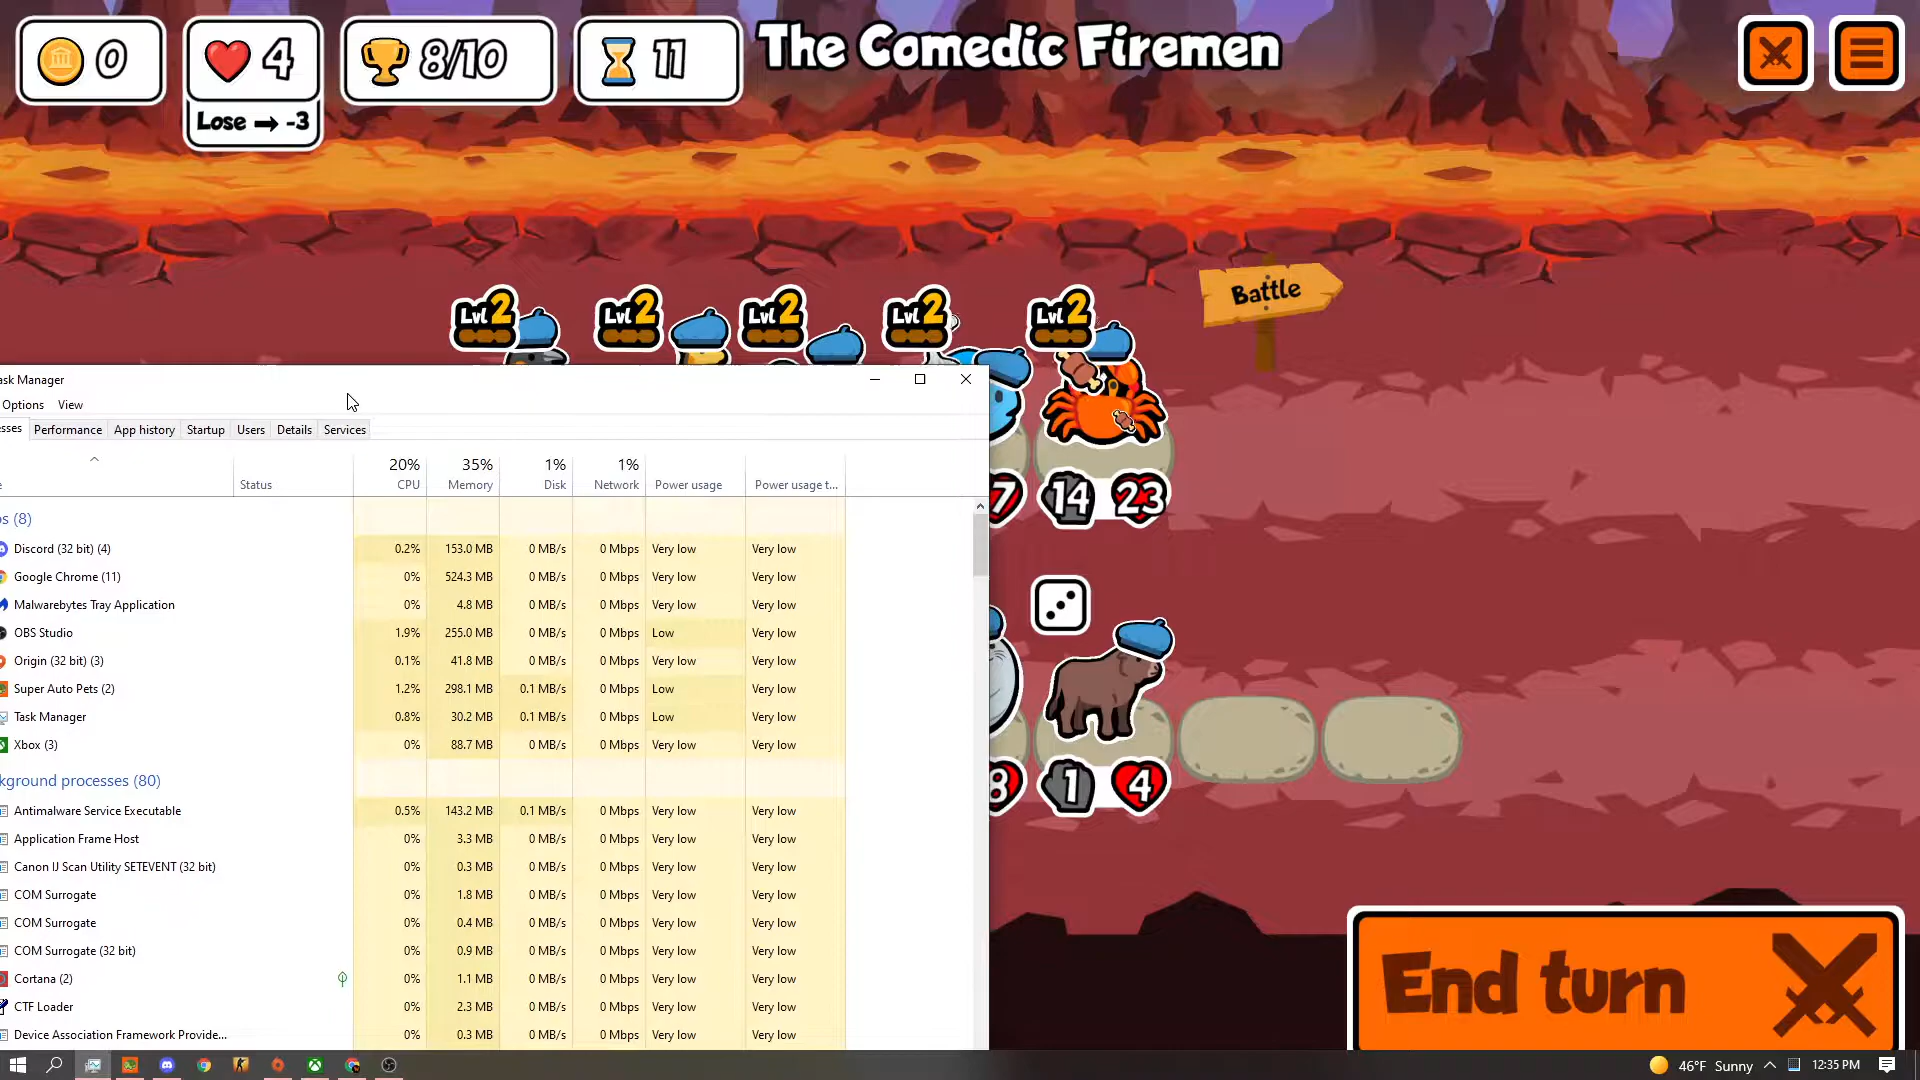 0
4
8/10
11
The Comedic Firemen
Lose → -3
Battle
Lvl 2
Lvl 2
Lvl 2
Lvl 2
Lvl 2
ask Manager
Options View
esses Performance App history Startup Users Details Services
20% 35% 1% 1%
e Status CPU Memory Disk Network Power usage Power usage t...
7 14 23
ps (8)
Discord (32 bit) (4) 0.2% 153.0 MB 0 MB/s 0 Mbps Very low Very low
Google Chrome (11) 0% 524.3 MB 0 MB/s 0 Mbps Very low Very low
Malwarebytes Tray Application 0% 4.8 MB 0 MB/s 0 Mbps Very low Very low
OBS Studio 1.9% 255.0 MB 0 MB/s 0 Mbps Low Very low
Origin (32 bit) (3) 0.1% 41.8 MB 0 MB/s 0 Mbps Very low Very low
Super Auto Pets (2) 1.2% 298.1 MB 0.1 MB/s 0 Mbps Low Very low
Task Manager 0.8% 30.2 MB 0.1 MB/s 0 Mbps Low Very low
Xbox (3) 0% 88.7 MB 0 MB/s 0 Mbps Very low Very low
8 1 4
kground processes (80)
Antimalware Service Executable 0.5% 143.2 MB 0.1 MB/s 0 Mbps Very low Very low
Application Frame Host 0% 3.3 MB 0 MB/s 0 Mbps Very low Very low
Canon IJ Scan Utility SETEVENT (32 bit) 0% 0.3 MB 0 MB/s 0 Mbps Very low Very low
COM Surrogate 0% 1.8 MB 0 MB/s 0 Mbps Very low Very low
COM Surrogate 0% 0.4 MB 0 MB/s 0 Mbps Very low Very low
COM Surrogate (32 bit) 0% 0.9 MB 0 MB/s 0 Mbps Very low Very low
Cortana (2) 0% 1.1 MB 0 MB/s 0 Mbps Very low Very low
CTF Loader 0% 2.3 MB 0 MB/s 0 Mbps Very low Very low
Device Association Framework Provide... 0% 0.3 MB 0 MB/s 0 Mbps Very low Very low
End turn
46°F Sunny 12:35 PM